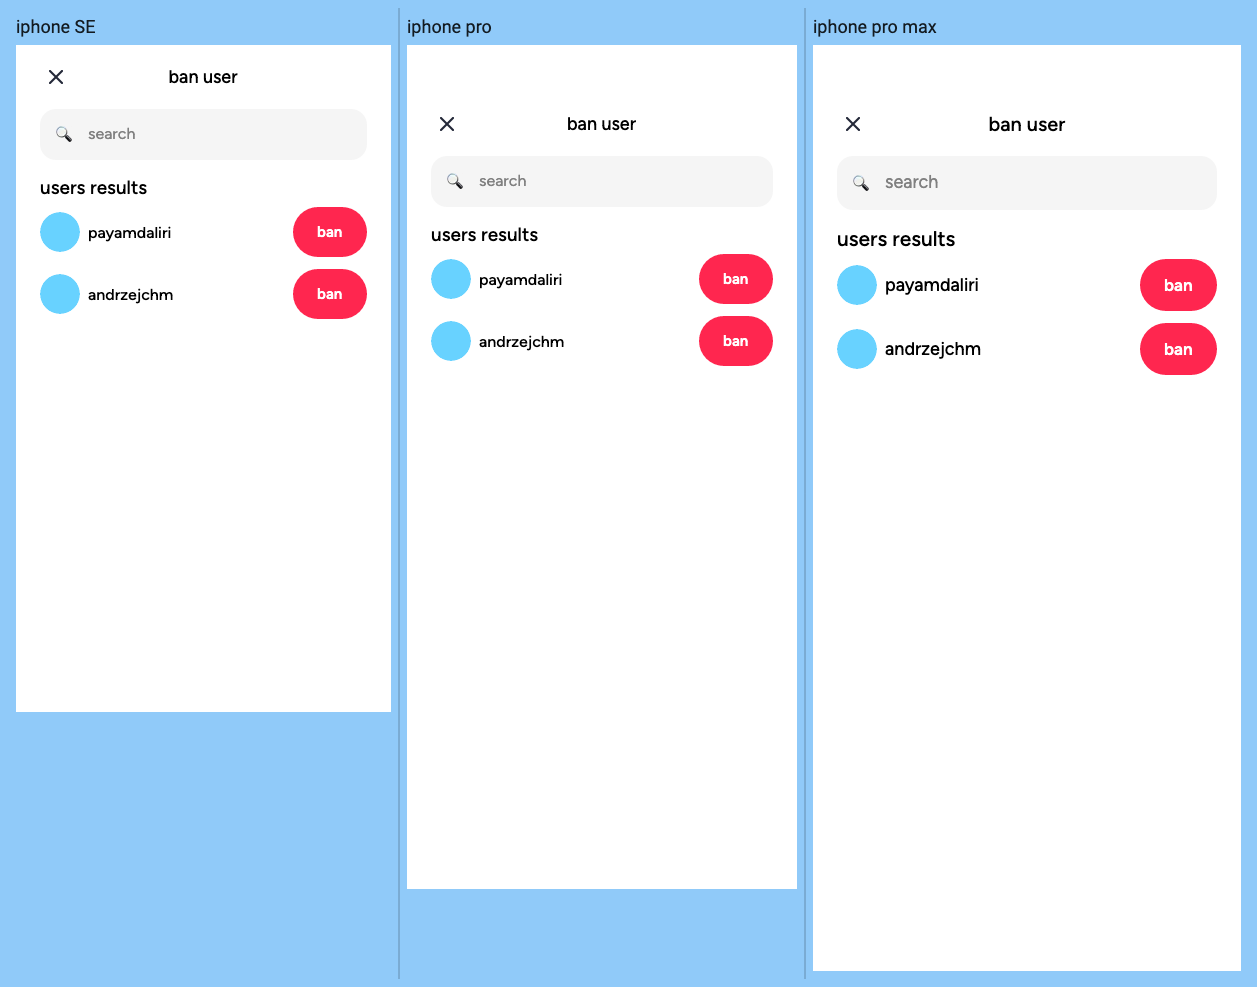 iphone SE
ban user
search
users results
payamdaliri
ban
andrzejchm
ban
iphone pro
ban user
search
users results
payamdaliri
ban
andrzejchm
ban
iphone pro max
ban user
search
users results
payamdaliri
ban
andrzejchm
ban